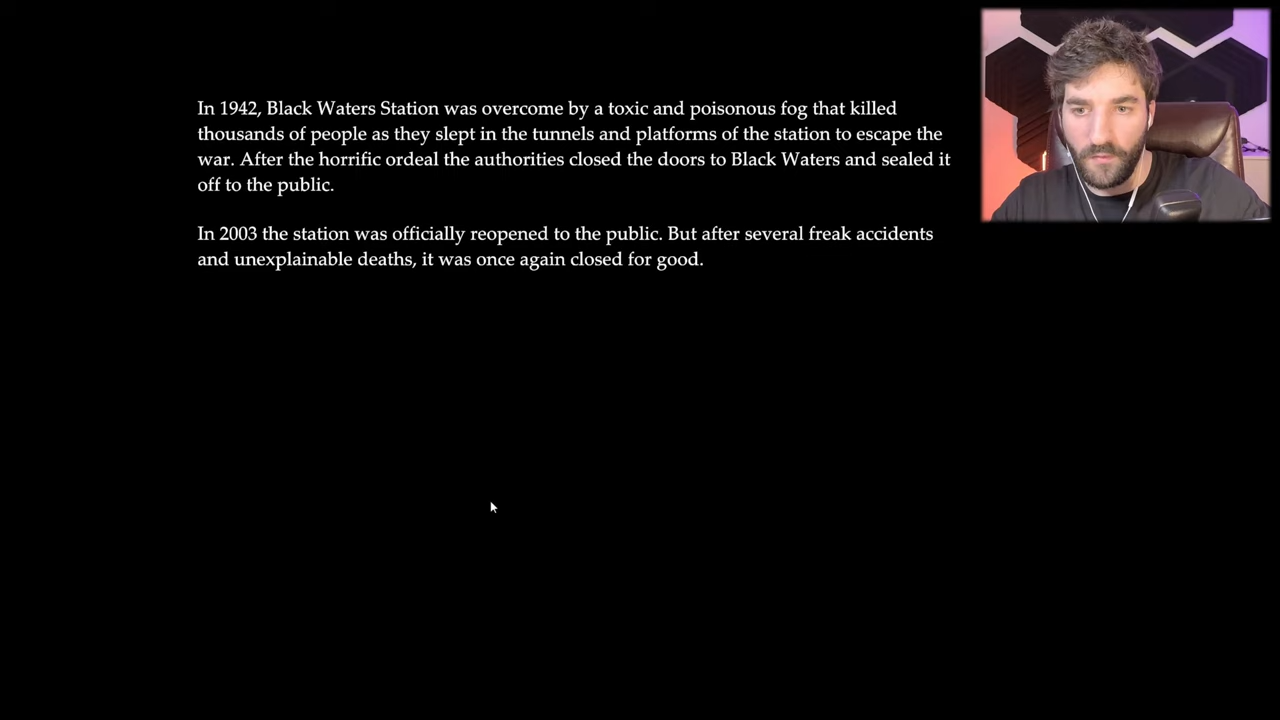 In 1942, Black Waters Station was overcome by a toxic and poisonous fog that killed
thousands of people as they slept in the tunnels and platforms of the station to escape the
war. After the horrific ordeal the authorities closed the doors to Black Waters and sealed it
off to the public.
In 2003 the station was officially reopened to the public. But after several freak accidents
and unexplainable deaths, it was once again closed for good.